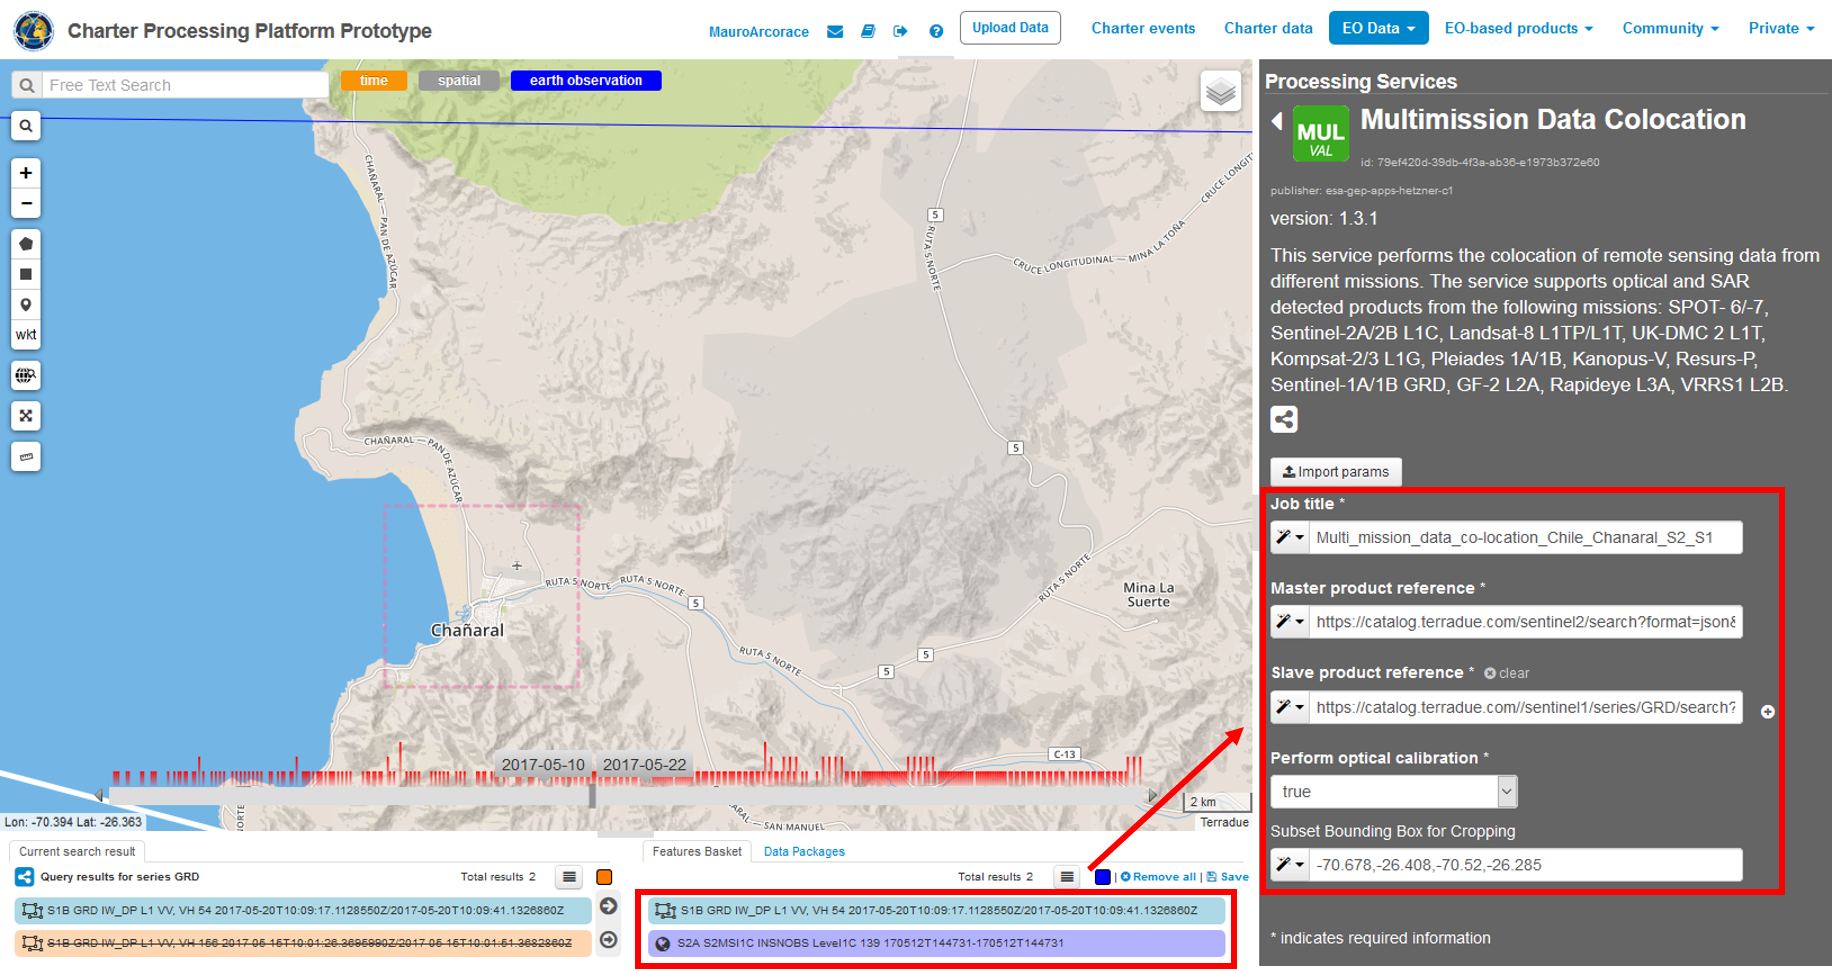 Charter Processing Platform Prototype
MauroArcorace
Upload Data
Charter events
Charter data
EO Data
EO-based products
Community
Private
Free Text Search
time
spatial
earth observation
wkt
CHAÑARAL — PAN DE AZÚCAR
CHAÑARAL — PAN DE AZÚCAR
5
RUTA 5 NORTE
CRUCE LONGITUDINAL — MINA LA TOÑA
CRUCE LONGIT
5
RUTA 5 NORTE
RUTA 5 NORTE
RUTA 5 NORTE
5
Mina La
Suerte
Chañaral
RUTA 5 NORTE
5
5
C-13
2017-05-10
2017-05-22
2 km
SAN MANUEL
NORTE
Lon: -70.394 Lat: -26.363
Terradue
Current search result
Query results for series GRD
Total results 2
S1B GRD IW_DP L1 VV, VH 54 2017-05-20T10:09:17.1128550Z/2017-05-20T10:09:41.1326860Z
S1B GRD IW_DP L1 VV, VH 156 2017-05-15T10:01:26.3695990Z/2017-05-15T10:01:51.3682860Z
Features Basket
Data Packages
Total results 2
| Remove all | Save
S1B GRD IW_DP L1 VV, VH 54 2017-05-20T10:09:17.1128550Z/2017-05-20T10:09:41.1326860Z
S2A S2MSI1C INSNOBS Level1C 139 170512T144731-170512T144731
Processing Services
MUL
VAL
Multimission Data Colocation
id: 79ef420d-39db-4f3a-ab36-e1973b372e60
publisher: esa-gep-apps-hetzner-c1
version: 1.3.1
This service performs the colocation of remote sensing data from
different missions. The service supports optical and SAR
detected products from the following missions: SPOT- 6/-7,
Sentinel-2A/2B L1C, Landsat-8 L1TP/L1T, UK-DMC 2 L1T,
Kompsat-2/3 L1G, Pleiades 1A/1B, Kanopus-V, Resurs-P,
Sentinel-1A/1B GRD, GF-2 L2A, Rapideye L3A, VRRS1 L2B.
Import params
Job title *
Multi_mission_data_co-location_Chile_Chanaral_S2_S1
Master product reference *
https://catalog.terradue.com/sentinel2/search?format=json&
Slave product reference * clear
https://catalog.terradue.com//sentinel1/series/GRD/search?
Perform optical calibration *
true
Subset Bounding Box for Cropping
-70.678,-26.408,-70.52,-26.285
* indicates required information